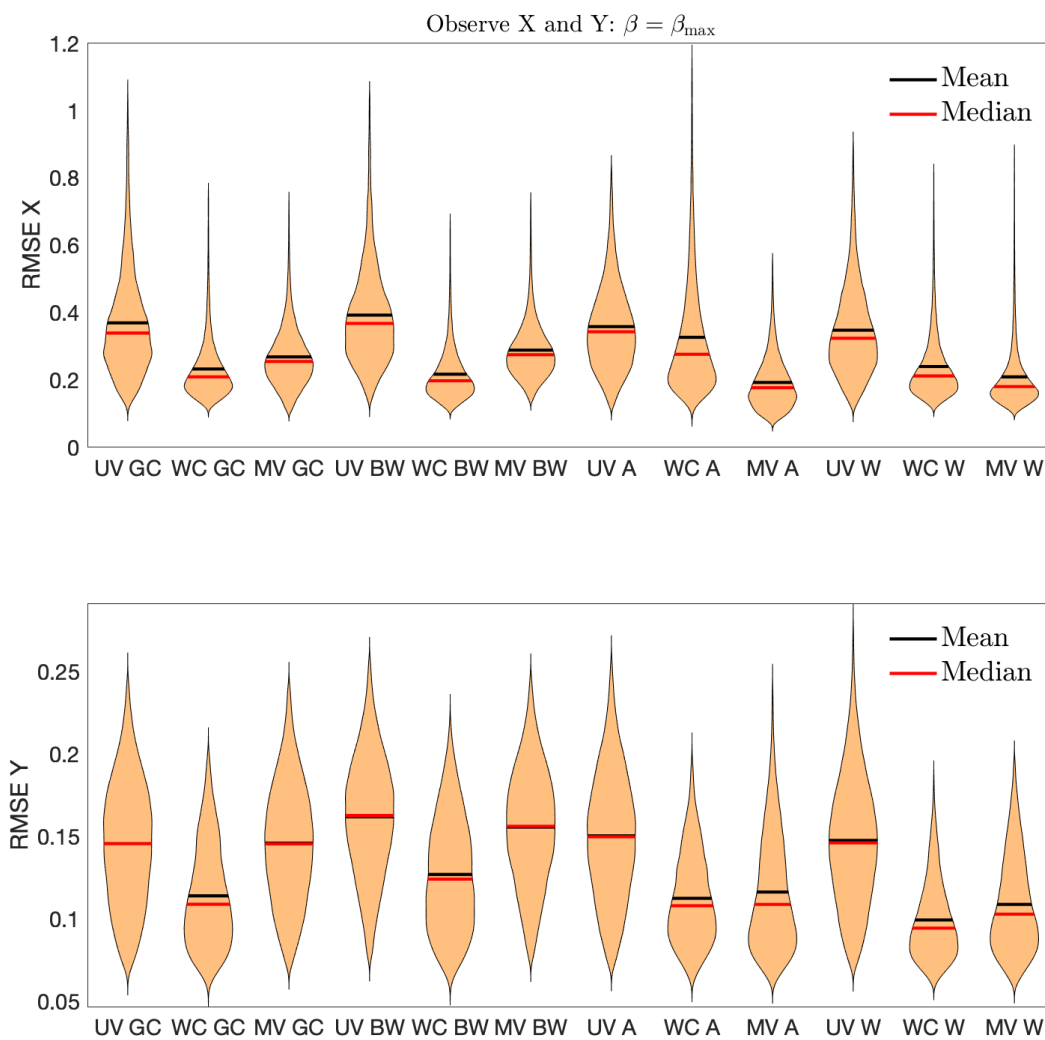 Observe X and Y: β = βmax
1.2
1
0.8
0.6
0.4
0.2
0
RMSE X
Mean
Median
UV GC WC GC MV GC UV BW WC BW MV BW UV A WC A MV A UV W WC W MV W
0.25
0.2
0.15
0.1
0.05
RMSE Y
Mean
Median
UV GC WC GC MV GC UV BW WC BW MV BW UV A WC A MV A UV W WC W MV W